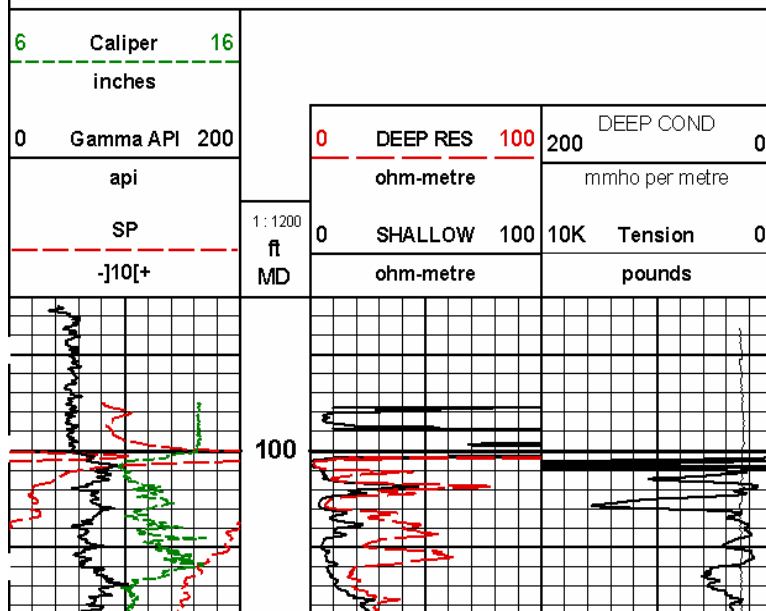 6 Caliper 16
inches
0 Gamma API 200
api
SP
-]10[+
1 : 1200
ft
MD
0 DEEP RES 100
ohm-metre
0 SHALLOW 100
ohm-metre
DEEP COND
200 0
mmho per metre
10K Tension 0
pounds
100